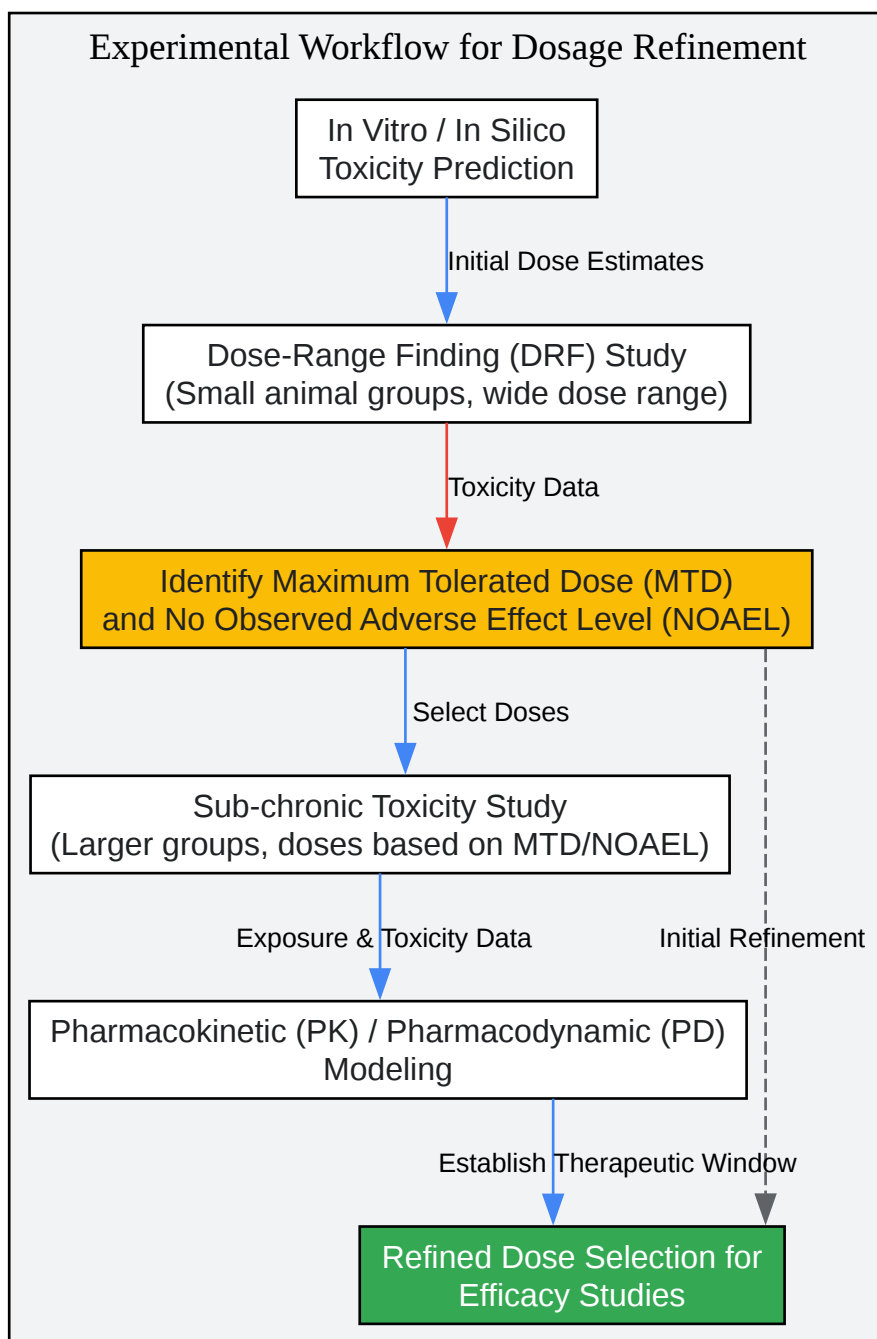 Experimental Workflow for Dosage Refinement
In Vitro / In Silico
Toxicity Prediction
Initial Dose Estimates
Dose-Range Finding (DRF) Study
(Small animal groups, wide dose range)
Toxicity Data
Identify Maximum Tolerated Dose (MTD)
and No Observed Adverse Effect Level (NOAEL)
Select Doses
Sub-chronic Toxicity Study
(Larger groups, doses based on MTD/NOAEL)
Exposure & Toxicity Data
Initial Refinement
Pharmacokinetic (PK) / Pharmacodynamic (PD)
Modeling
Establish Therapeutic Window
Refined Dose Selection for
Efficacy Studies